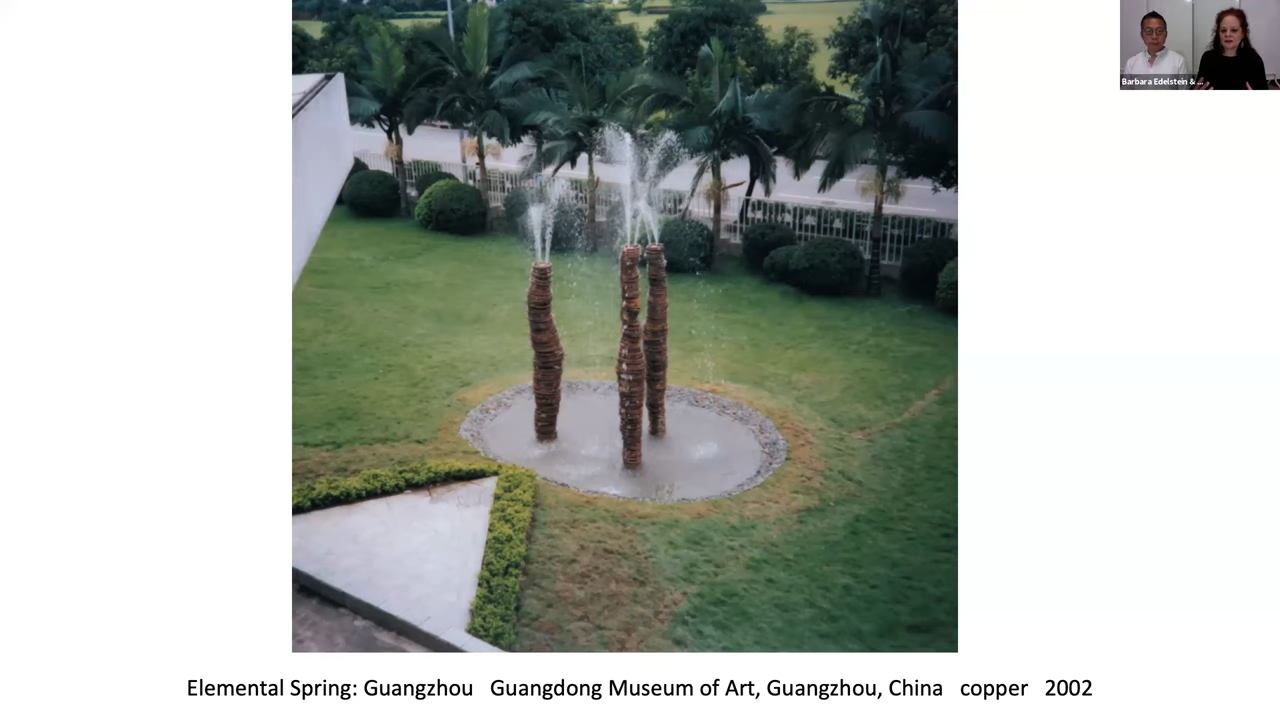 Barbara Edelstein & ...
Elemental Spring: Guangzhou Guangdong Museum of Art, Guangzhou, China copper 2002